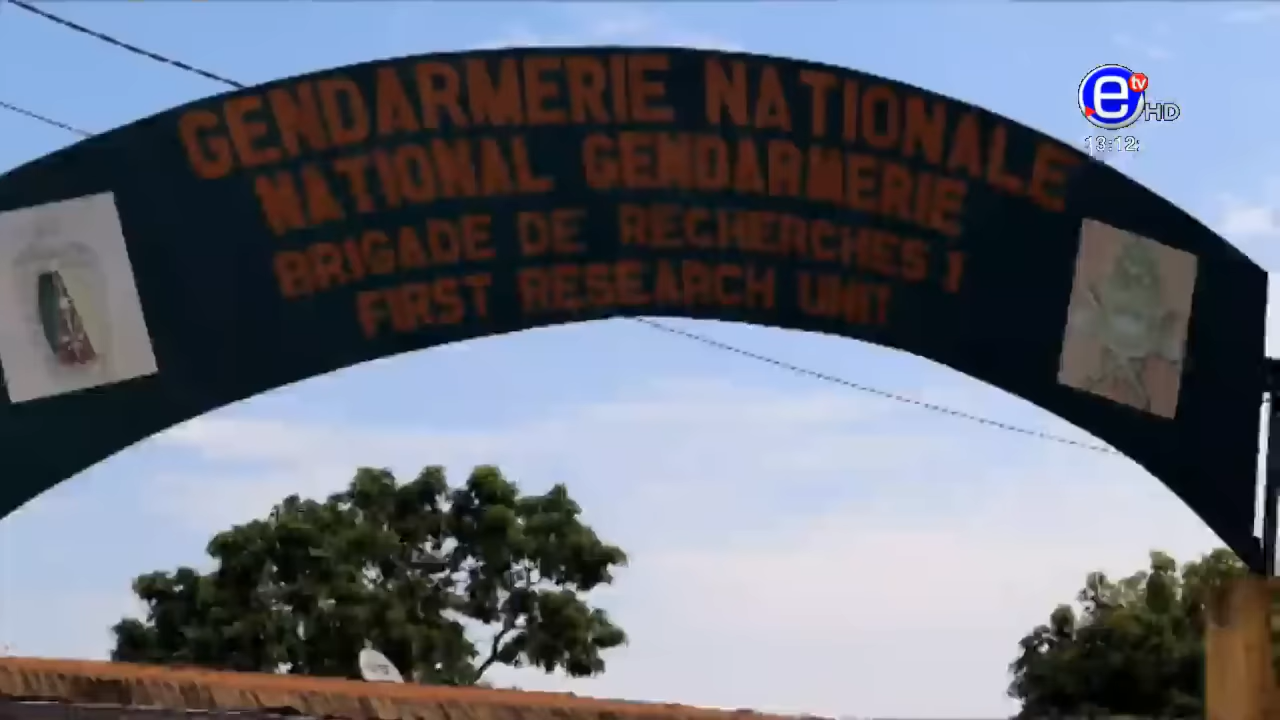 GENDARMERIE NATIONALE
NATIONAL GENDARMERIE
BRIGADE DE RECHERCHES 1
FIRST RESEARCH UNIT
e tv HD
13:12